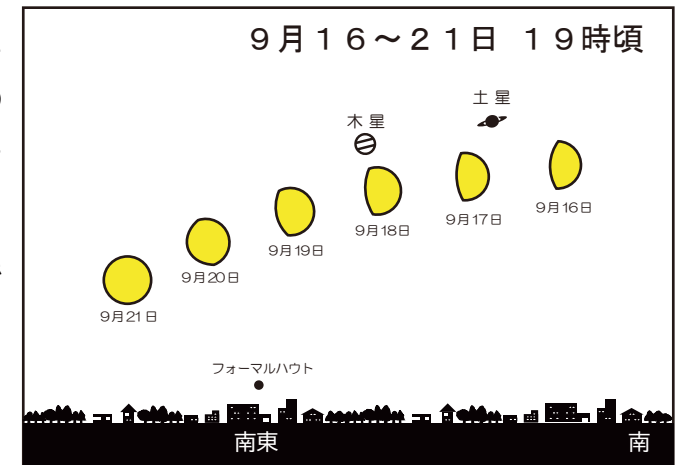 9月16～21日 19時頃
土星
木星
9月16日
9月17日
9月18日
9月19日
9月20日
9月21日
フォーマルハウト
南東
南